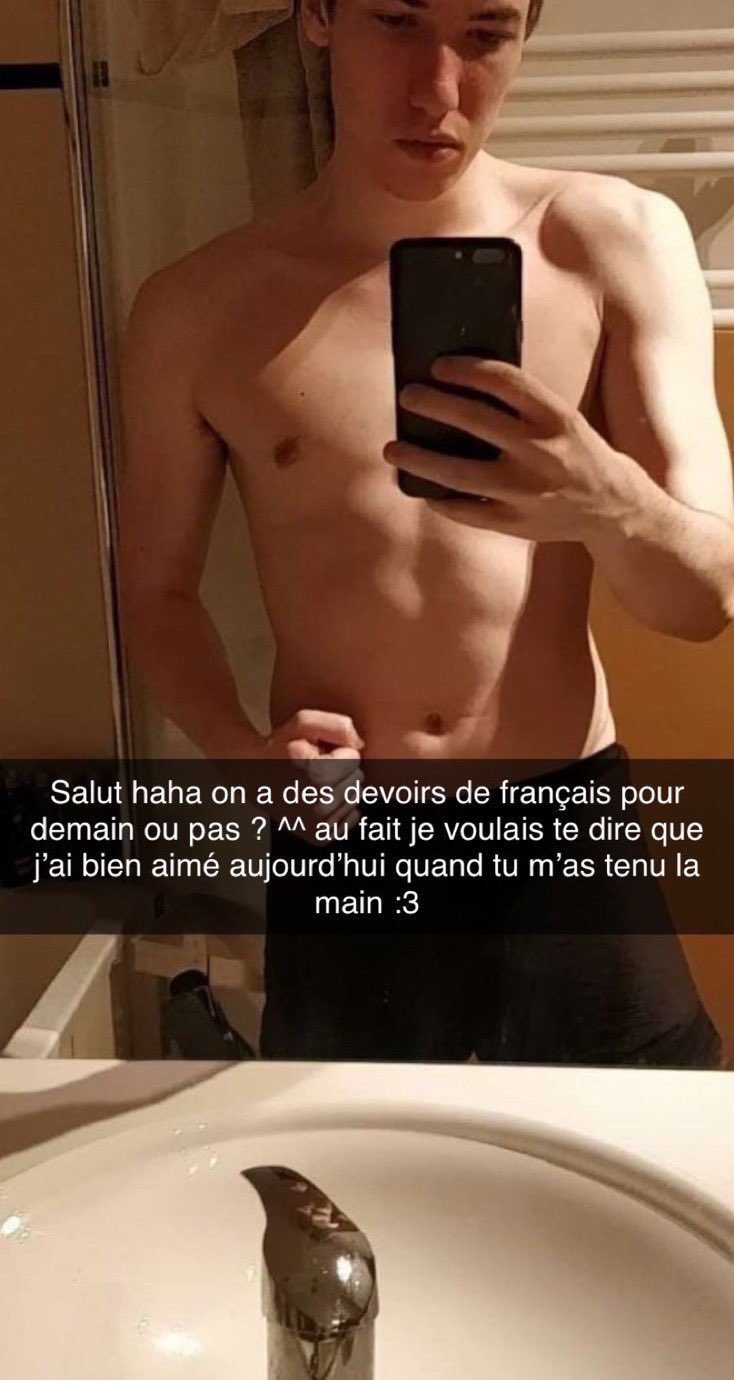 Salut haha on a des devoirs de français pour
demain ou pas ? ^^ au fait je voulais te dire que
j’ai bien aimé aujourd’hui quand tu m’as tenu la
main :3